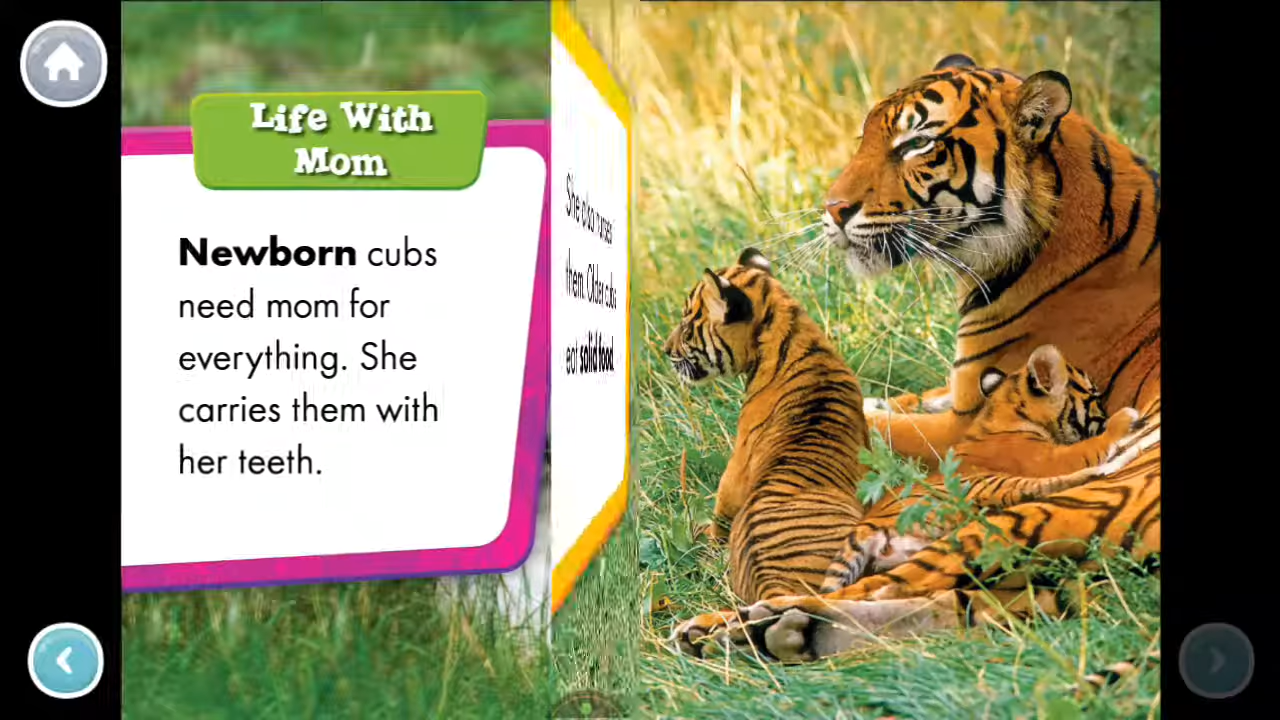 Life With
Mom
Newborn cubs
need mom for
everything. She
carries them with
her teeth.
She also nurses
them. Older cubs
eat solid food.